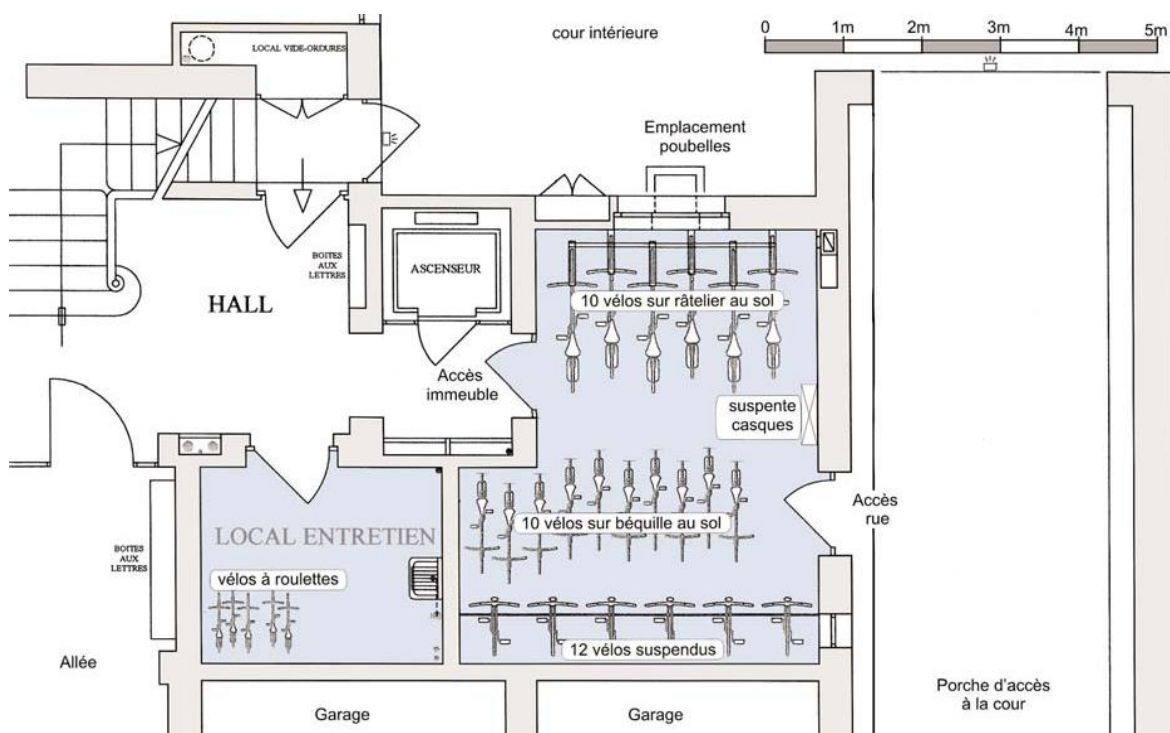 cour intérieure
0 1m 2m 3m 4m 5m
LOCAL VIDE-ORDURES
Emplacement
poubelles
BOITES
AUX
LETTRES
ASCENSEUR
HALL
10 vélos sur râtelier au sol
Accès
immeuble
suspente
casques
Accès
rue
LOCAL ENTRETIEN
10 vélos sur béquille au sol
BOITES
AUX
LETTRES
vélos à roulettes
12 vélos suspendus
Allée
Garage
Garage
Porche d'accès
à la cour